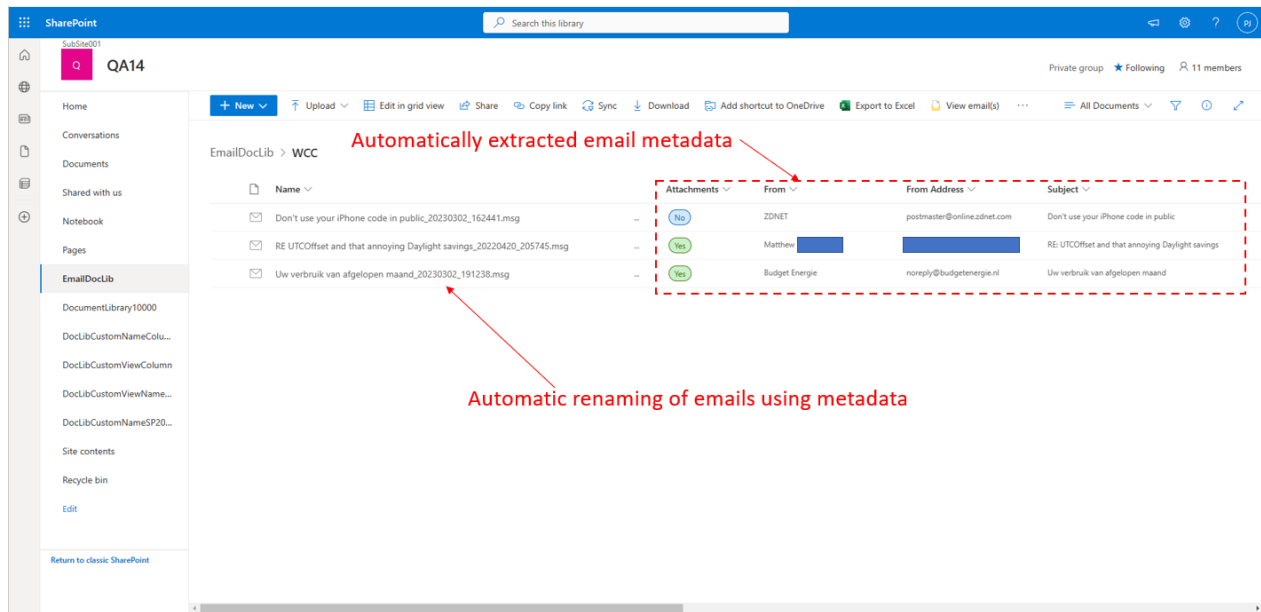 SharePoint
Search this library
PJ
SubSite001
Q
QA14
Private group ★ Following 11 members
Home
Conversations
Documents
Shared with us
Notebook
Pages
EmailDocLib
DocumentLibrary10000
DocLibCustomNameColu...
DocLibCustomViewColumn
DocLibCustomViewName...
DocLibCustomNameSP20...
Site contents
Recycle bin
Edit
Return to classic SharePoint
+ New Upload Edit in grid view Share Copy link Sync Download Add shortcut to OneDrive Export to Excel View email(s) ... All Documents
Automatically extracted email metadata
EmailDocLib > WCC
Name Attachments From From Address Subject
Don't use your iPhone code in public_20230302_162441.msg ... No ZDNET postmaster@online.zdnet.com Don't use your iPhone code in public
RE UTCOffset and that annoying Daylight savings_20220420_205745.msg ... Yes Matthew RE: UTCOffset and that annoying Daylight savings
Uw verbruik van afgelopen maand_20230302_191238.msg ... Yes Budget Energie noreply@budgetenergie.nl Uw verbruik van afgelopen maand
Automatic renaming of emails using metadata